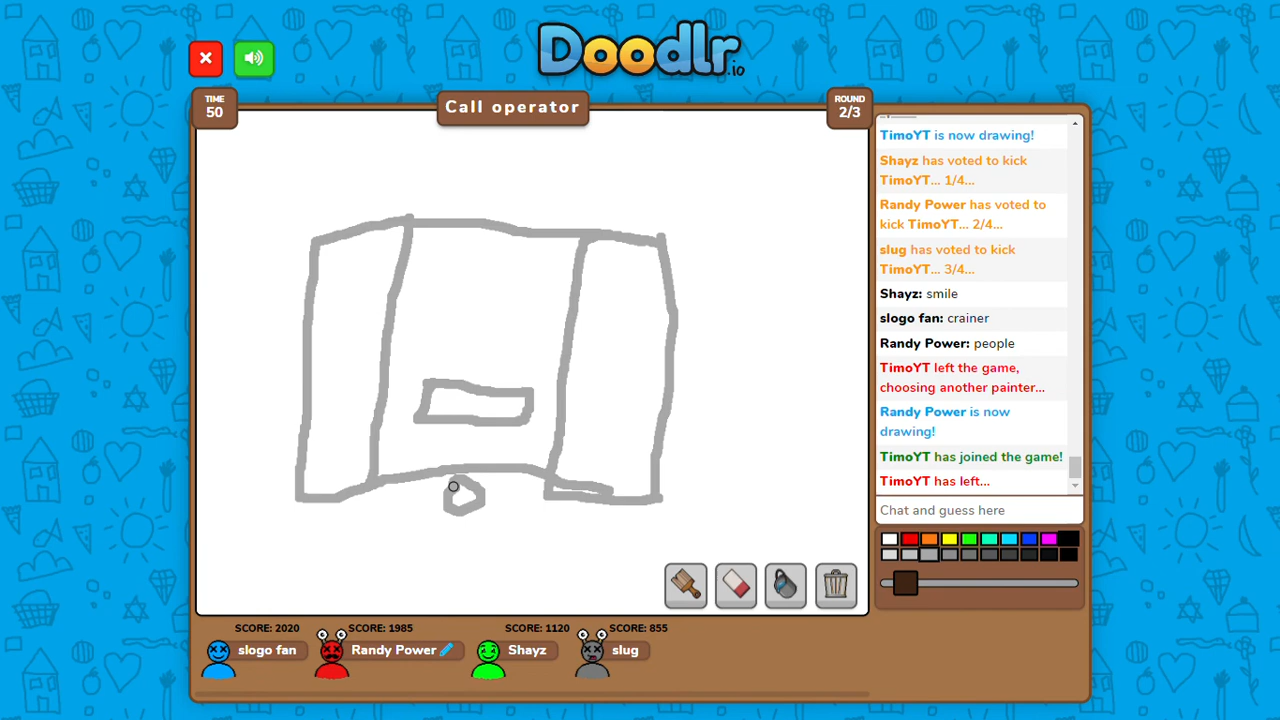 Doodlr.io
TIME
50
Call operator
ROUND
2/3
TimoYT is now drawing!
Shayz has voted to kick
TimoYT... 1/4...
Randy Power has voted to
kick TimoYT... 2/4...
slug has voted to kick
TimoYT... 3/4...
Shayz: smile
slogo fan: crainer
Randy Power: people
TimoYT left the game,
choosing another painter...
Randy Power is now
drawing!
TimoYT has joined the game!
TimoYT has left...
Chat and guess here
SCORE: 2020
slogo fan
SCORE: 1985
Randy Power
SCORE: 1120
Shayz
SCORE: 855
slug